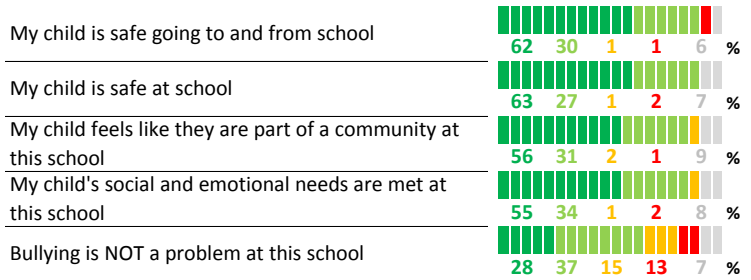 My child is safe going to and from school
62 30 1 1 6 %
My child is safe at school
63 27 1 2 7 %
My child feels like they are part of a community at
this school
56 31 2 1 9 %
My child's social and emotional needs are met at
this school
55 34 1 2 8 %
Bullying is NOT a problem at this school
28 37 15 13 7 %